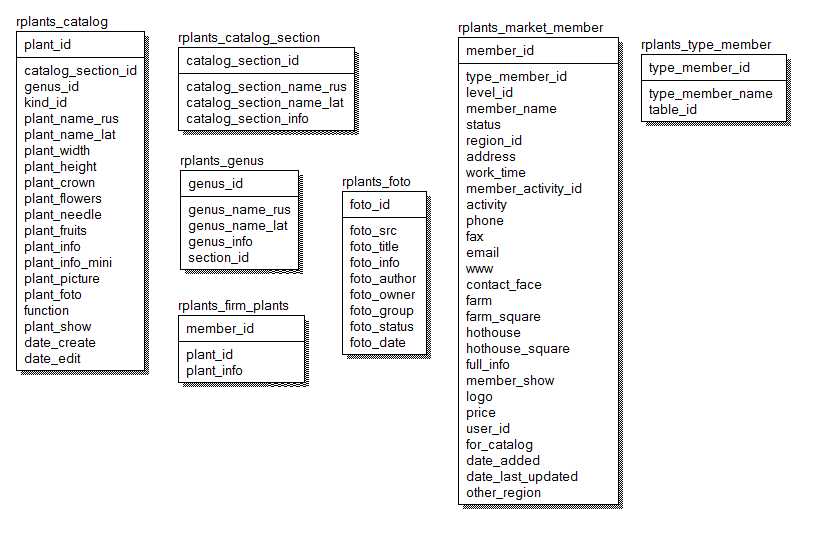 rplants_catalog
plant_id
catalog_section_id
genus_id
kind_id
plant_name_rus
plant_name_lat
plant_width
plant_height
plant_crown
plant_flowers
plant_needle
plant_fruits
plant_info
plant_info_mini
plant_picture
plant_foto
function
plant_show
date_create
date_edit
rplants_catalog_section
catalog_section_id
catalog_section_name_rus
catalog_section_name_lat
catalog_section_info
rplants_genus
genus_id
genus_name_rus
genus_name_lat
genus_info
section_id
rplants_firm_plants
member_id
plant_id
plant_info
rplants_foto
foto_id
foto_src
foto_title
foto_info
foto_author
foto_owner
foto_group
foto_status
foto_date
rplants_market_member
member_id
type_member_id
level_id
member_name
status
region_id
address
work_time
member_activity_id
activity
phone
fax
email
www
contact_face
farm
farm_square
hothouse
hothouse_square
full_info
member_show
logo
price
user_id
for_catalog
date_added
date_last_updated
other_region
rplants_type_member
type_member_id
type_member_name
table_id